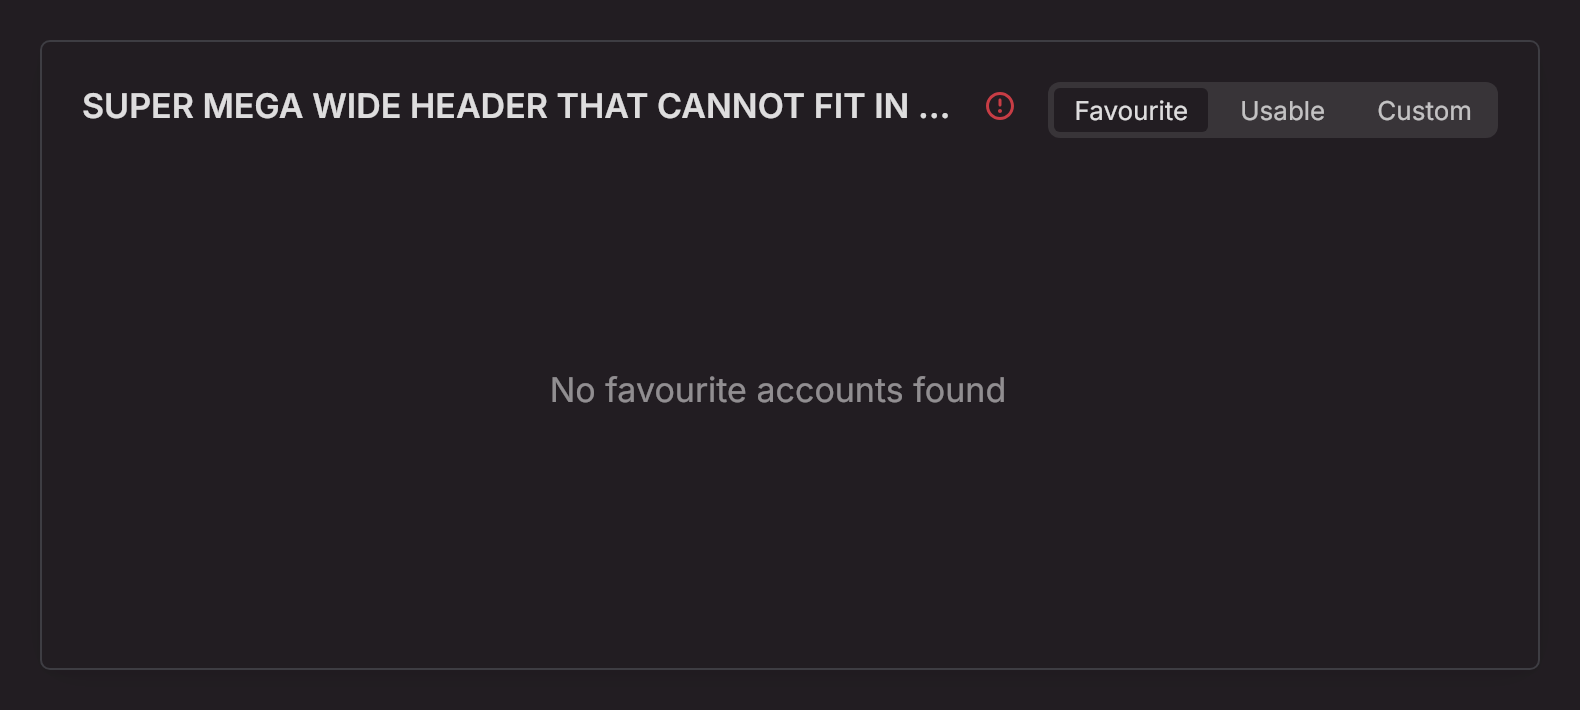 SUPER MEGA WIDE HEADER THAT CANNOT FIT IN ...
Favourite Usable Custom
No favourite accounts found